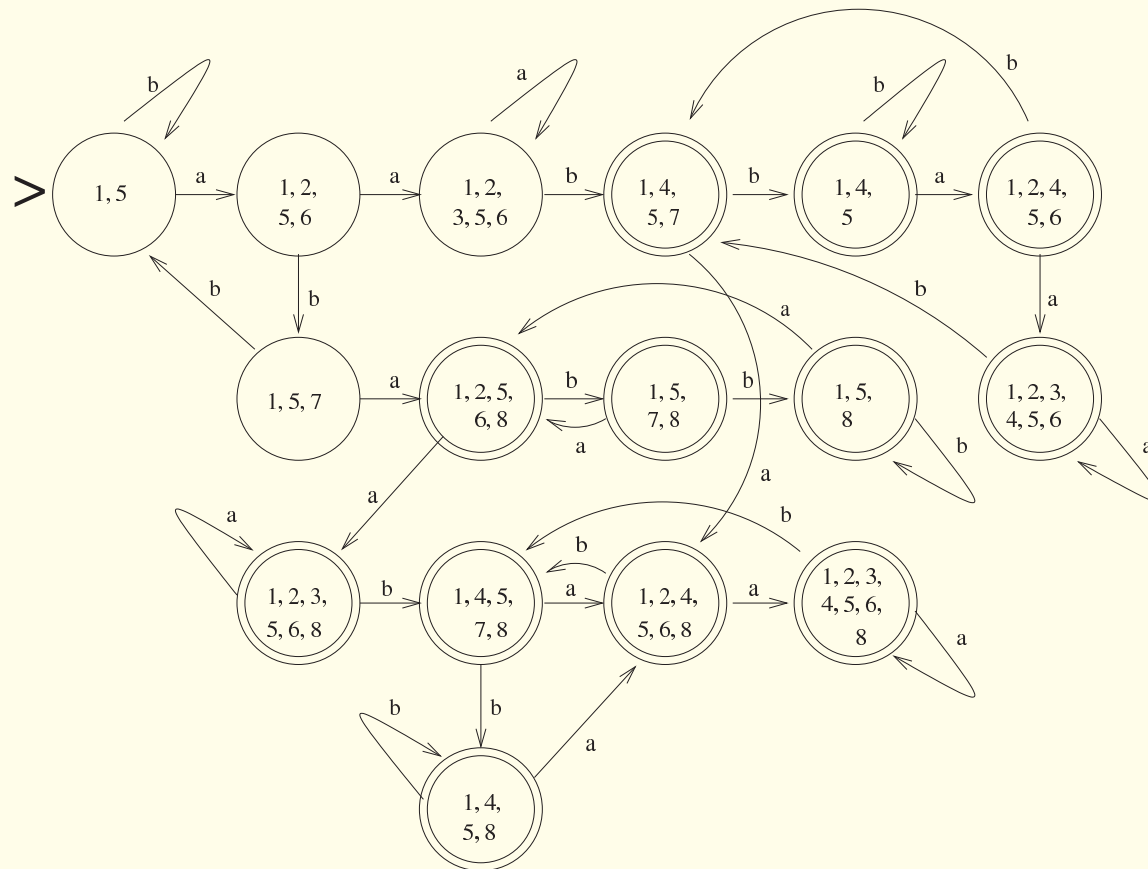 b
a
b
b
>
1, 5
a
1, 2,
5, 6
a
1, 2,
3, 5, 6
b
1, 4,
5, 7
b
1, 4,
5
a
1, 2, 4,
5, 6
b
b
a
b
a
1, 5, 7
a
1, 2, 5,
6, 8
b
a
1, 5,
7, 8
b
1, 5,
8
b
1, 2, 3,
4, 5, 6
a
a
a
b
a
1, 2, 3,
5, 6, 8
b
1, 4, 5,
7, 8
b
a
1, 2, 4,
5, 6, 8
a
1, 2, 3,
4, 5, 6,
8
a
b
b
a
1, 4,
5, 8